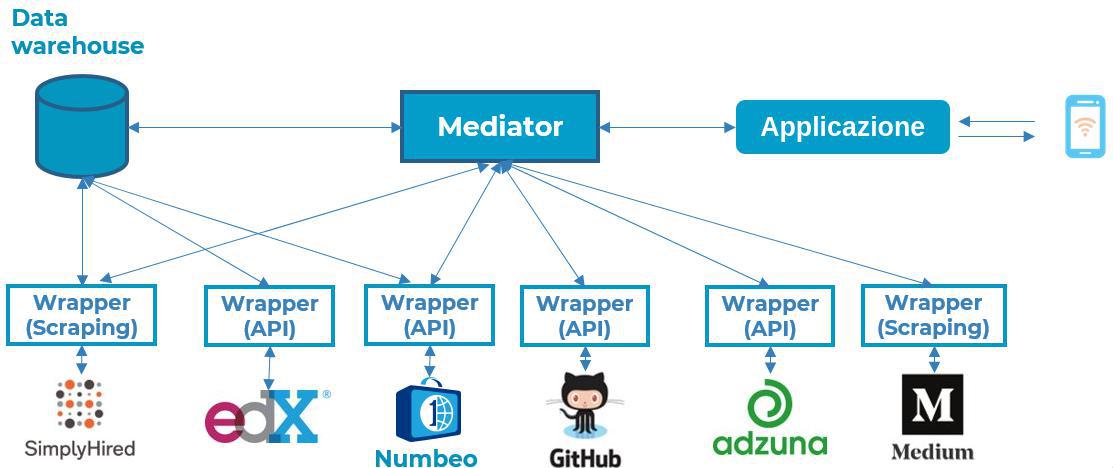 Data
warehouse
Mediator
Applicazione
Wrapper
(Scraping)
Wrapper
(API)
Wrapper
(API)
Wrapper
(API)
Wrapper
(API)
Wrapper
(Scraping)
SimplyHired
edX®
1
Numbeo
GitHub
adzuna
M
Medium